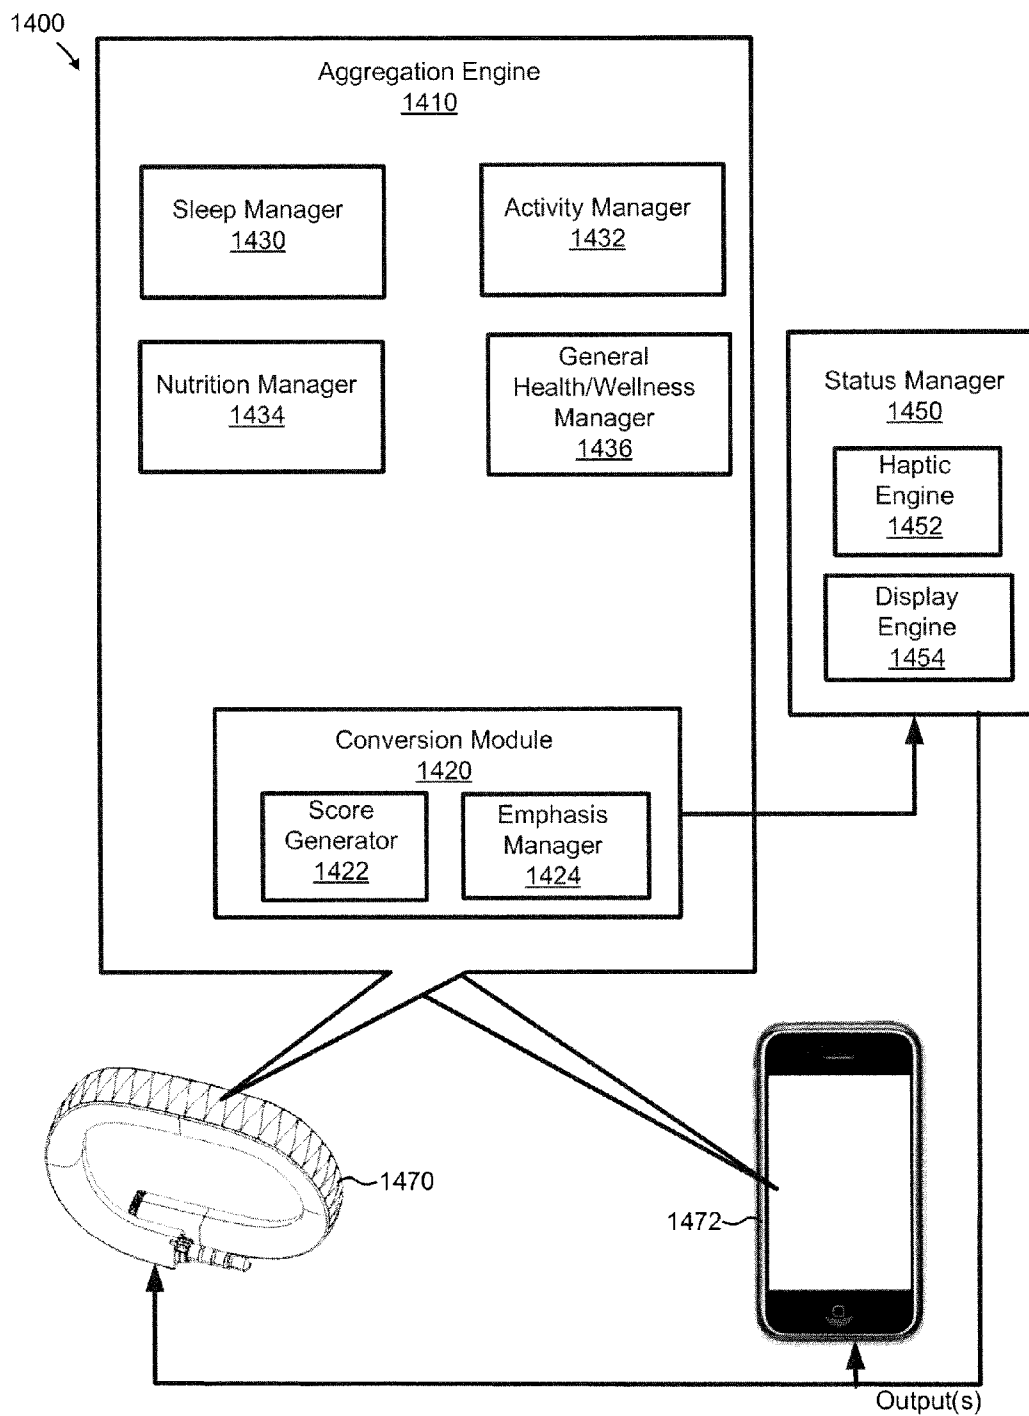 1400
Aggregation Engine
1410
Sleep Manager
1430
Activity Manager
1432
Nutrition Manager
1434
General
Health/Wellness
Manager
1436
Status Manager
1450
Haptic
Engine
1452
Display
Engine
1454
Conversion Module
1420
Score
Generator
1422
Emphasis
Manager
1424
1470
1472
Output(s)